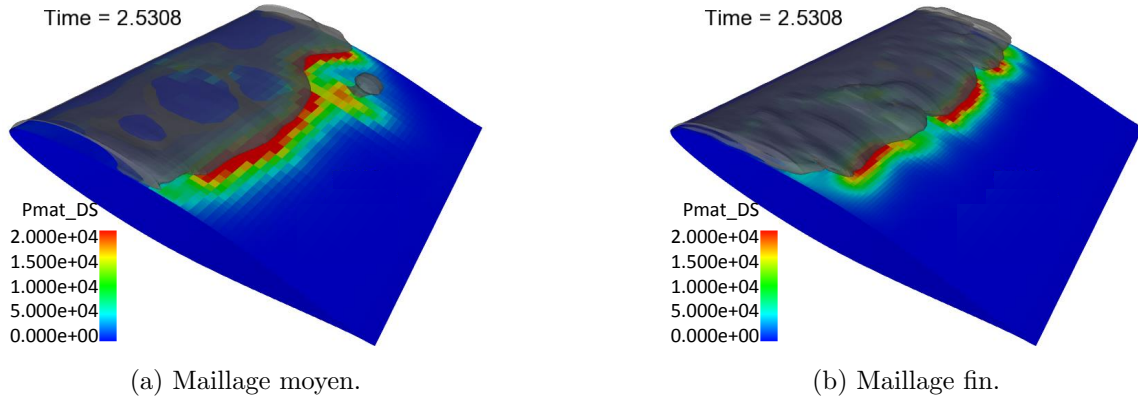 Time = 2.5308
Pmat_DS
2.000e+04
1.500e+04
1.000e+04
5.000e+04
0.000e+00
(a) Maillage moyen.
Time = 2.5308
Pmat_DS
2.000e+04
1.500e+04
1.000e+04
5.000e+04
0.000e+00
(b) Maillage fin.